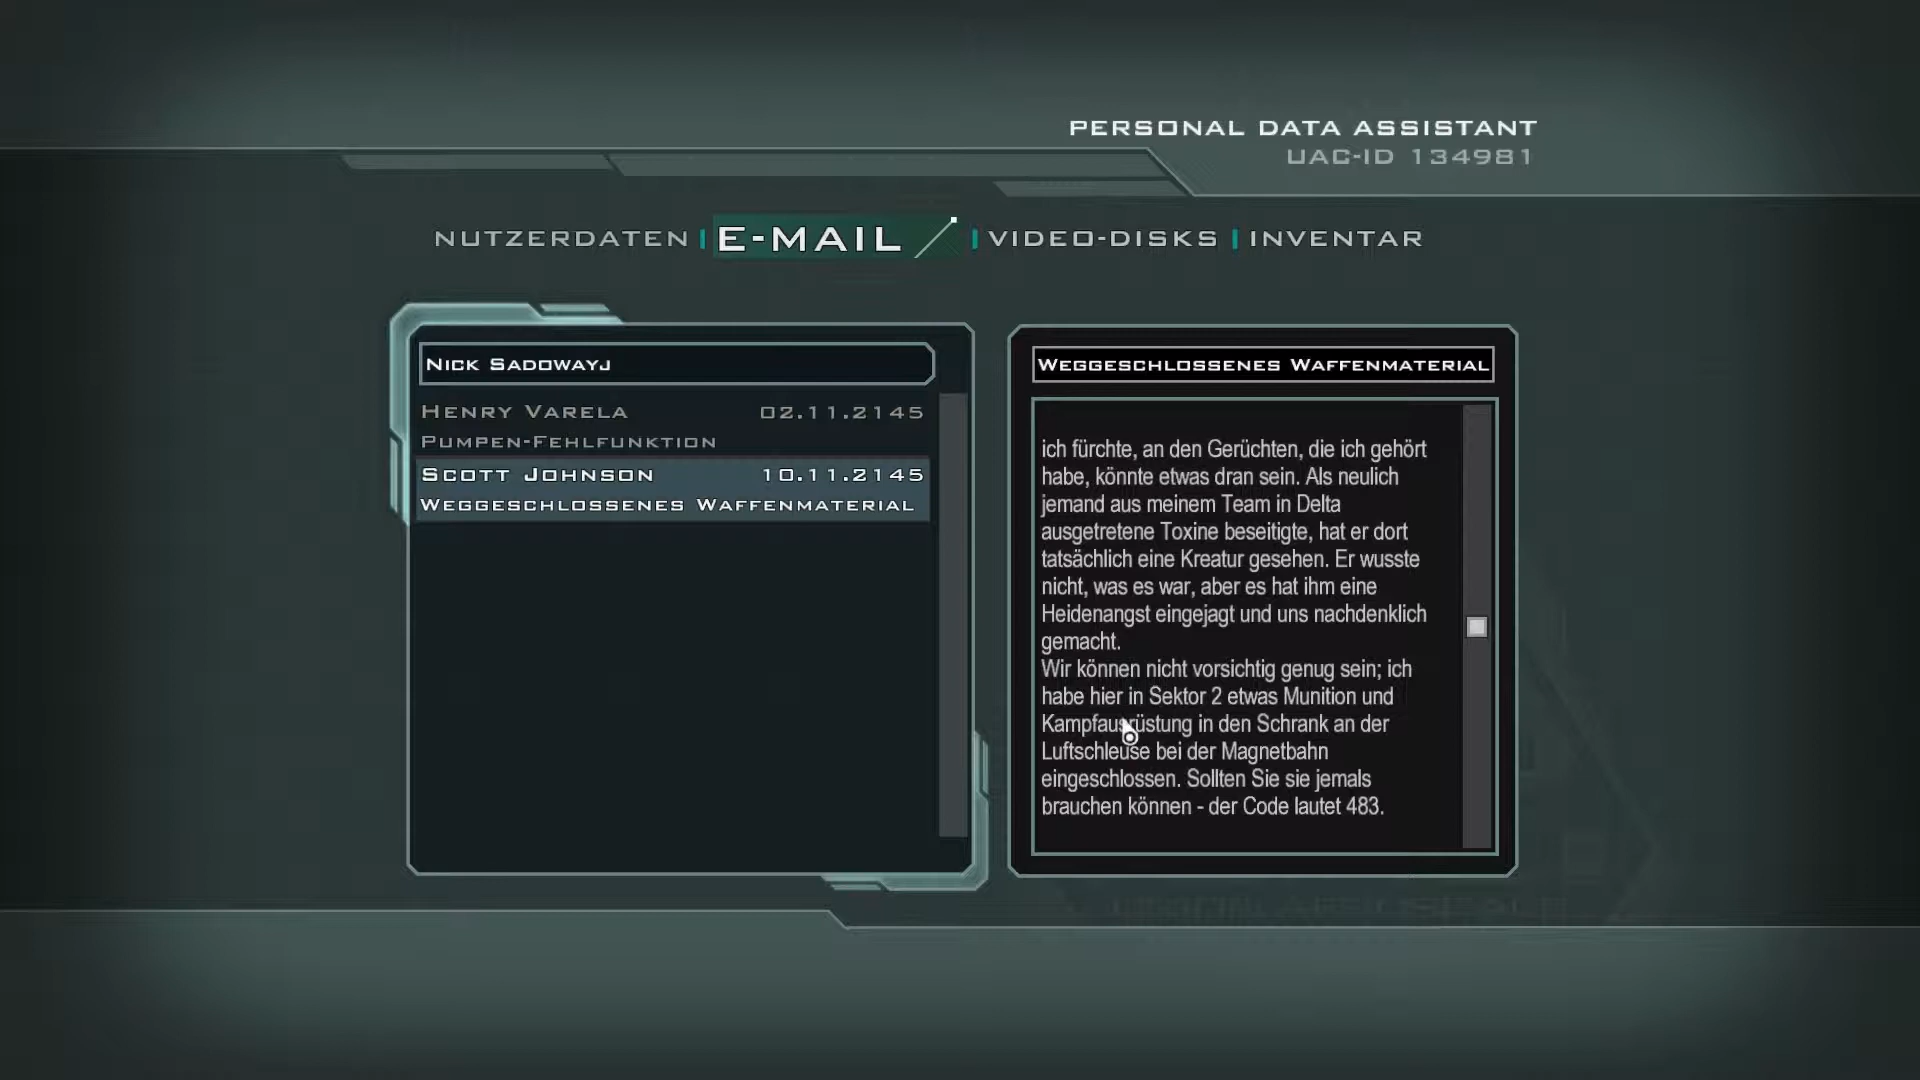 PERSONAL DATA ASSISTANT
UAC-ID 134981
NUTZERDATEN E-MAIL VIDEO-DISKS INVENTAR
Nick Sadowayj
Henry Varela 02.11.2145
Pumpen-Fehlfunktion
Scott Johnson 10.11.2145
Weggeschlossenes Waffenmaterial
Weggeschlossenes Waffenmaterial
ich fürchte, an den Gerüchten, die ich gehört
habe, könnte etwas dran sein. Als neulich
jemand aus meinem Team in Delta
ausgetretene Toxine beseitigte, hat er dort
tatsächlich eine Kreatur gesehen. Er wusste
nicht, was es war, aber es hat ihm eine
Heidenangst eingejagt und uns nachdenklich
gemacht.
Wir können nicht vorsichtig genug sein; ich
habe hier in Sektor 2 etwas Munition und
Kampfausrüstung in den Schrank an der
Luftschleuse bei der Magnetbahn
eingeschlossen. Sollten Sie sie jemals
brauchen können - der Code lautet 483.